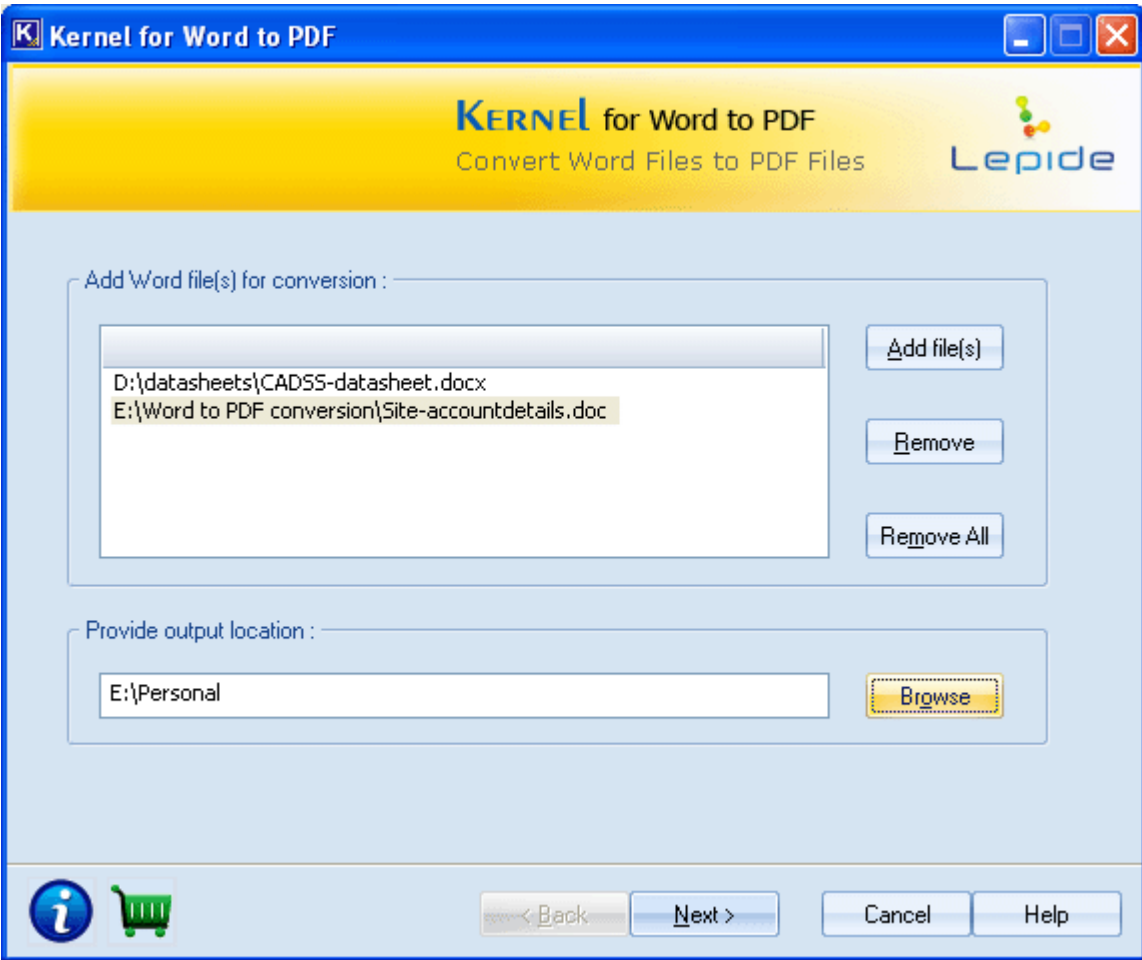 Kernel for Word to PDF
KERNEL for Word to PDF
Convert Word Files to PDF Files
Lepide
Add Word file(s) for conversion :
D:\datasheets\CADSS-datasheet.docx
E:\Word to PDF conversion\Site-accountdetails.doc
Add file(s)
Remove
Remove All
Provide output location :
E:\Personal
Browse
< Back
Next >
Cancel
Help